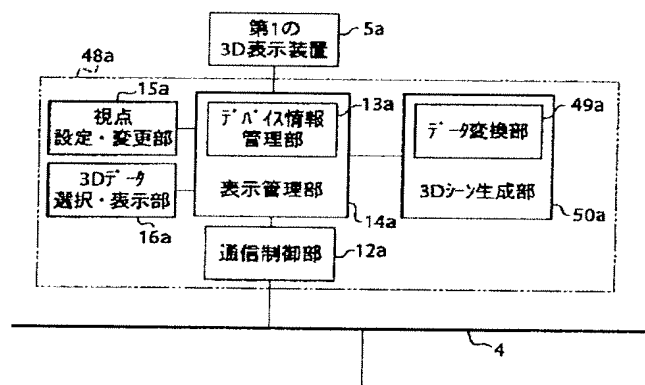 第1の
3D表示装置
5a
48a
15a
視点
設定・変更部
デバイス情報
管理部
13a
表示管理部
14a
データ変換部
49a
3Dシーン生成部
50a
3Dデータ
選択・表示部
16a
通信制御部
12a
4